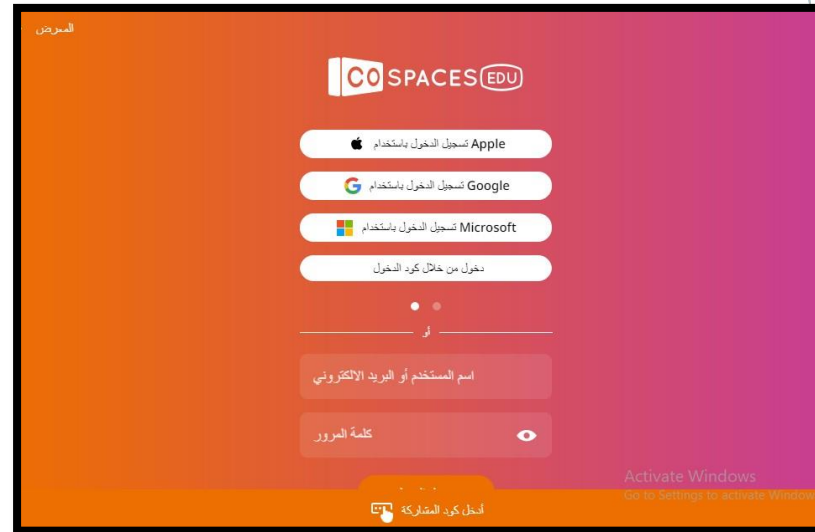 المعرض
CO SPACES EDU
تسجيل الدخول باستخدام Apple
تسجيل الدخول باستخدام Google
تسجيل الدخول باستخدام Microsoft
دخول من خلال كود الدخول
أو
اسم المستخدم أو البريد الالكتروني
كلمة المرور
أدخل كود المشاركة
Activate Windows
Go to Settings to activate Window